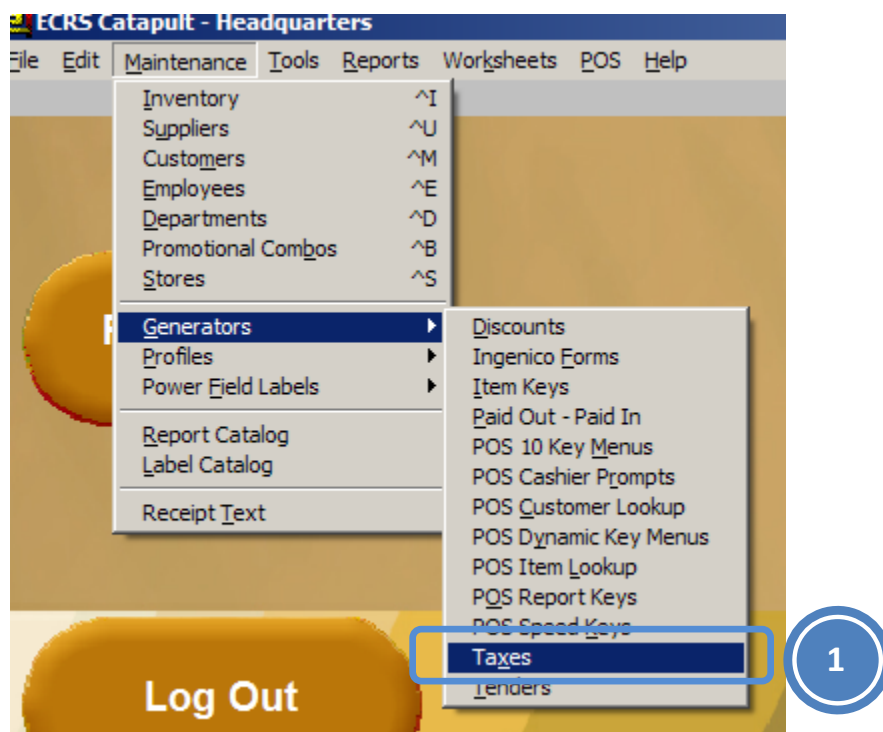 ECRS Catapult - Headquarters
File Edit Maintenance Tools Reports Worksheets POS Help
Inventory ^I
Suppliers ^U
Customers ^M
Employees ^E
Departments ^D
Promotional Combos ^B
Stores ^S
Generators
Profiles
Power Field Labels
Report Catalog
Label Catalog
Receipt Text
Discounts
Ingenico Forms
Item Keys
Paid Out - Paid In
POS 10 Key Menus
POS Cashier Prompts
POS Customer Lookup
POS Dynamic Key Menus
POS Item Lookup
POS Report Keys
POS Speed Keys
Taxes
Tenders
1
Log Out